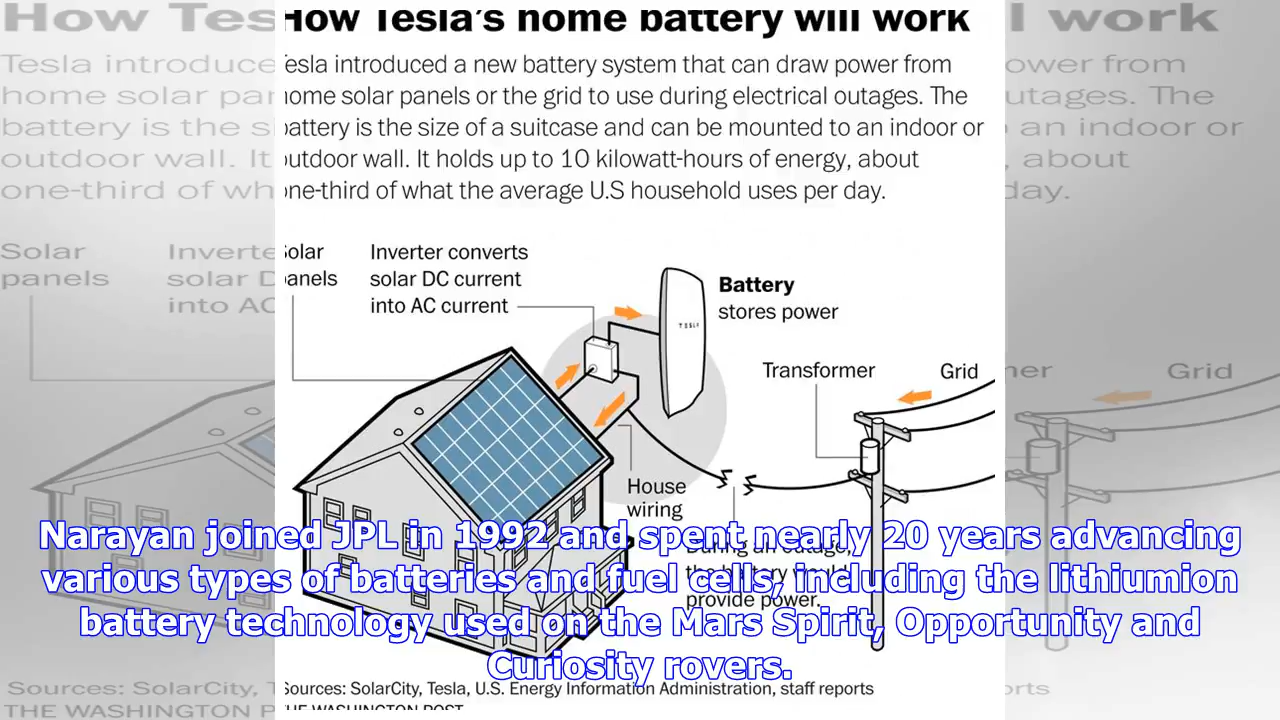 How Tesla's home battery will work
Tesla introduced a new battery system that can draw power from
home solar panels or the grid to use during electrical outages. The
battery is the size of a suitcase and can be mounted to an indoor or
outdoor wall. It holds up to 10 kilowatt-hours of energy, about
one-third of what the average U.S household uses per day.
Solar
panels
Inverter converts
solar DC current
into AC current
Battery
stores power
TESLA
Transformer
Grid
House
wiring
During an outage,
the battery would
provide power.
Narayan joined JPL in 1992 and spent nearly 20 years advancing
various types of batteries and fuel cells, including the lithiumion
battery technology used on the Mars Spirit, Opportunity and
Curiosity rovers.
Sources: SolarCity, Tesla, U.S. Energy Information Administration, staff reports
THE WASHINGTON POST